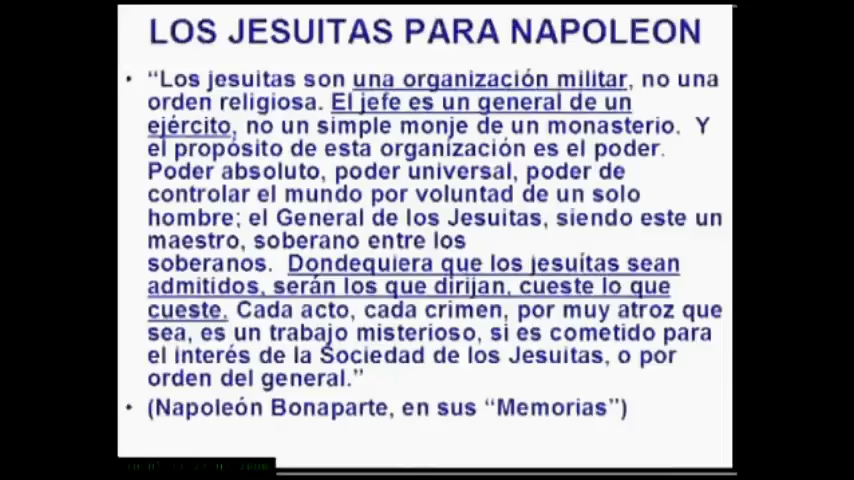 LOS JESUITAS PARA NAPOLEON
• “Los jesuitas son una organización militar, no una
orden religiosa. El jefe es un general de un
ejército, no un simple monje de un monasterio. Y
el propósito de esta organización es el poder.
Poder absoluto, poder universal, poder de
controlar el mundo por voluntad de un solo
hombre; el General de los Jesuitas, siendo este un
maestro, soberano entre los
soberanos. Dondequiera que los jesuítas sean
admitidos, serán los que dirijan, cueste lo que
cueste. Cada acto, cada crimen, por muy atroz que
sea, es un trabajo misterioso, si es cometido para
el interés de la Sociedad de los Jesuitas, o por
orden del general.”
• (Napoleón Bonaparte, en sus “Memorias”)